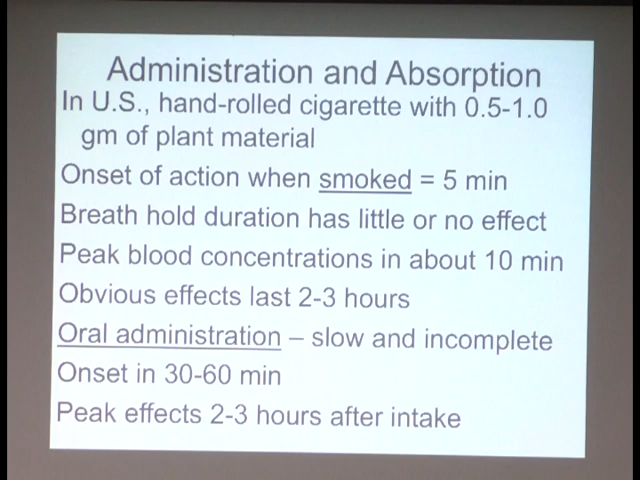 Administration and Absorption
In U.S., hand-rolled cigarette with 0.5-1.0
gm of plant material
Onset of action when smoked = 5 min
Breath hold duration has little or no effect
Peak blood concentrations in about 10 min
Obvious effects last 2-3 hours
Oral administration – slow and incomplete
Onset in 30-60 min
Peak effects 2-3 hours after intake